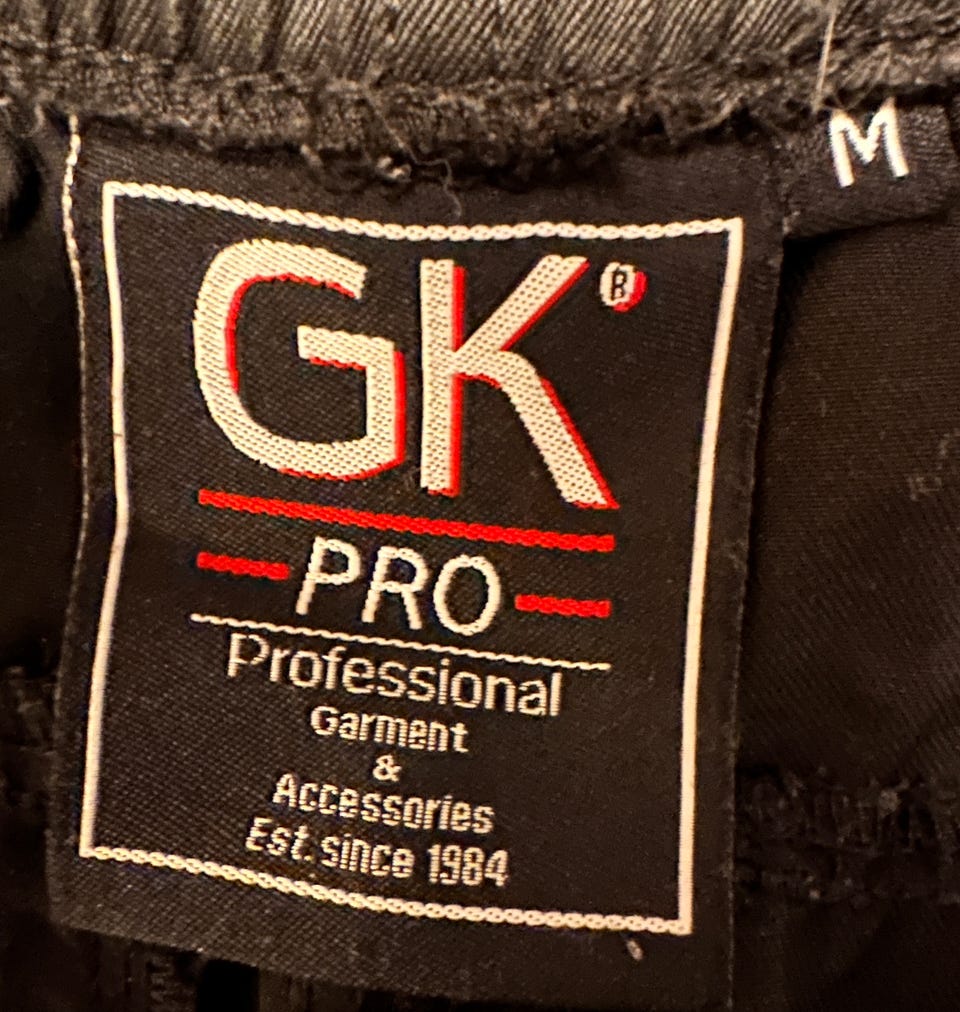 M
GK®
PRO
Professional
Garment
&
Accessories
Est. since 1984